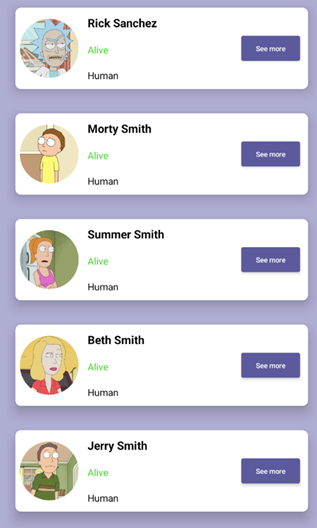 Rick Sanchez
Alive
See more
Human
Morty Smith
Alive
See more
Human
Summer Smith
Alive
See more
Human
Beth Smith
Alive
See more
Human
Jerry Smith
Alive
See more
Human